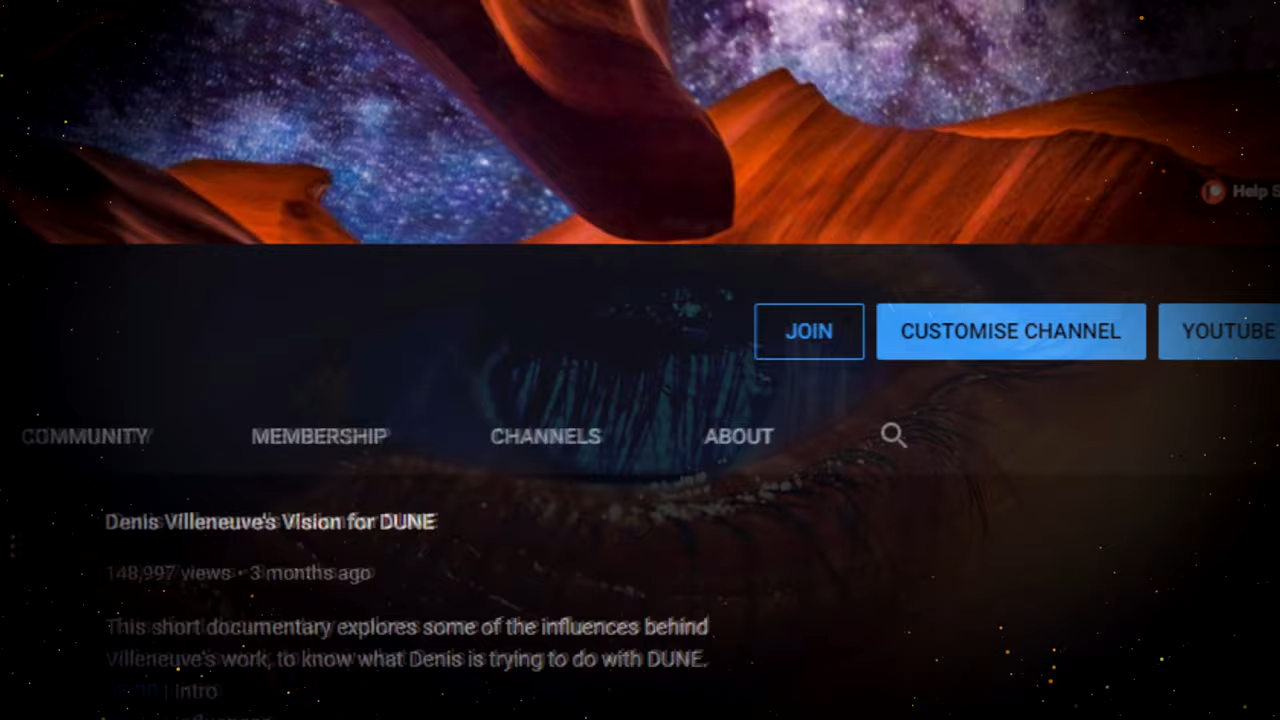 Help
JOIN
CUSTOMISE CHANNEL
YOUTUBE
COMMUNITY
MEMBERSHIP
CHANNELS
ABOUT
Denis Villeneuve's Vision for DUNE
148,997 views • 3 months ago
This short documentary explores some of the influences behind
Villeneuve's work, to know what Denis is trying to do with DUNE.
| Intro